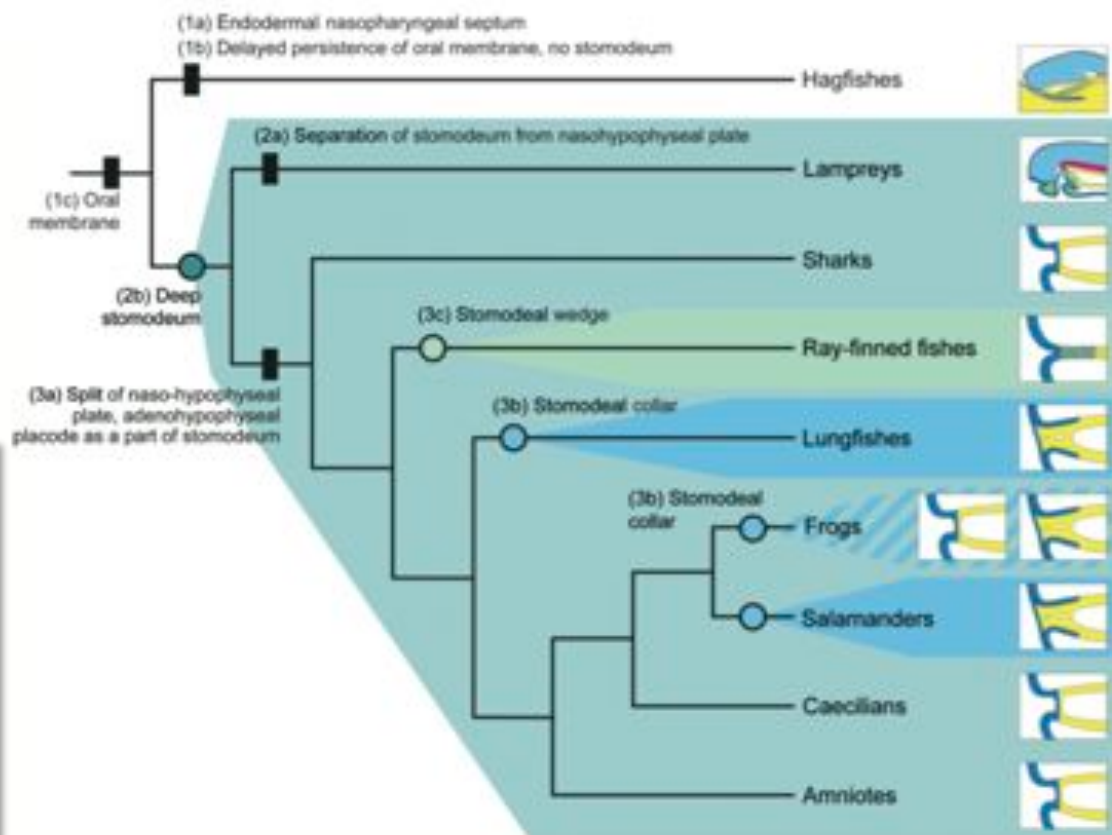 (1a) Endodermal nasopharyngeal septum
(1b) Delayed persistence of oral membrane, no stomodeum
Hagfishes
(2a) Separation of stomodeum from nasohypophyseal plate
Lampreys
(1c) Oral
membrane
Sharks
(2b) Deep
stomodeum
(3c) Stomodeal wedge
Ray-finned fishes
(3a) Split of naso-hypophyseal
plate, adenohypophyseal
placode as a part of stomodeum
(3b) Stomodeal collar
Lungfishes
(3b) Stomodeal
collar
Frogs
Salamanders
Caecilians
Amniotes